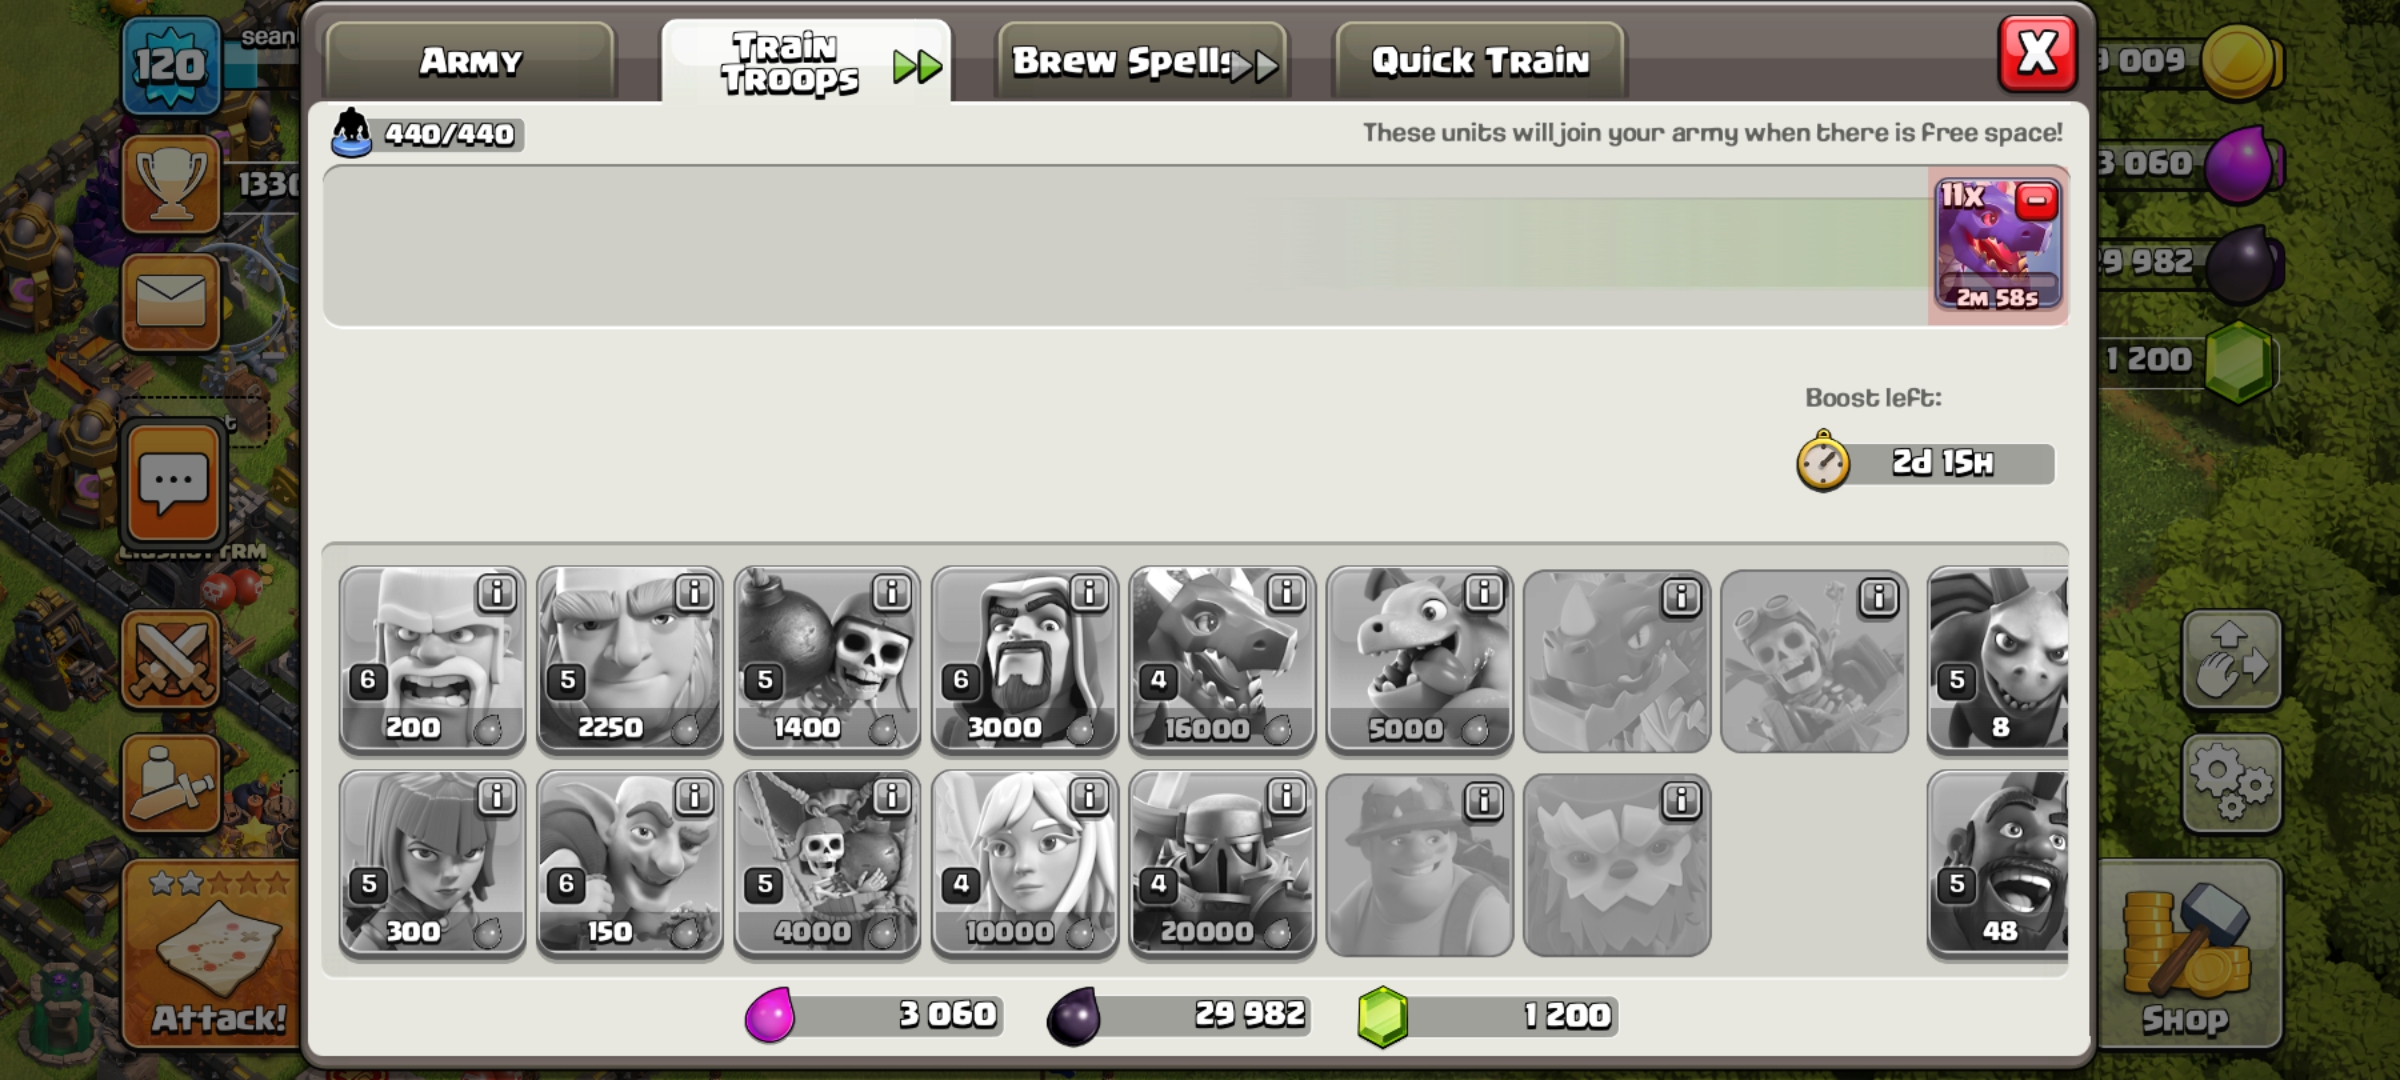 120
sean
1330
Attack!
Army
Train
Troops
Brew Spells
Quick Train
X
440/440
These units will join your army when there is free space!
11x
2M 58s
Boost left:
2d 15H
6
200
5
2250
5
1400
6
3000
4
16000
5000
5
8
5
300
6
150
5
4000
4
10000
4
20000
5
48
3 060
29 982
1 200
009
3 060
9 982
1 200
Shop